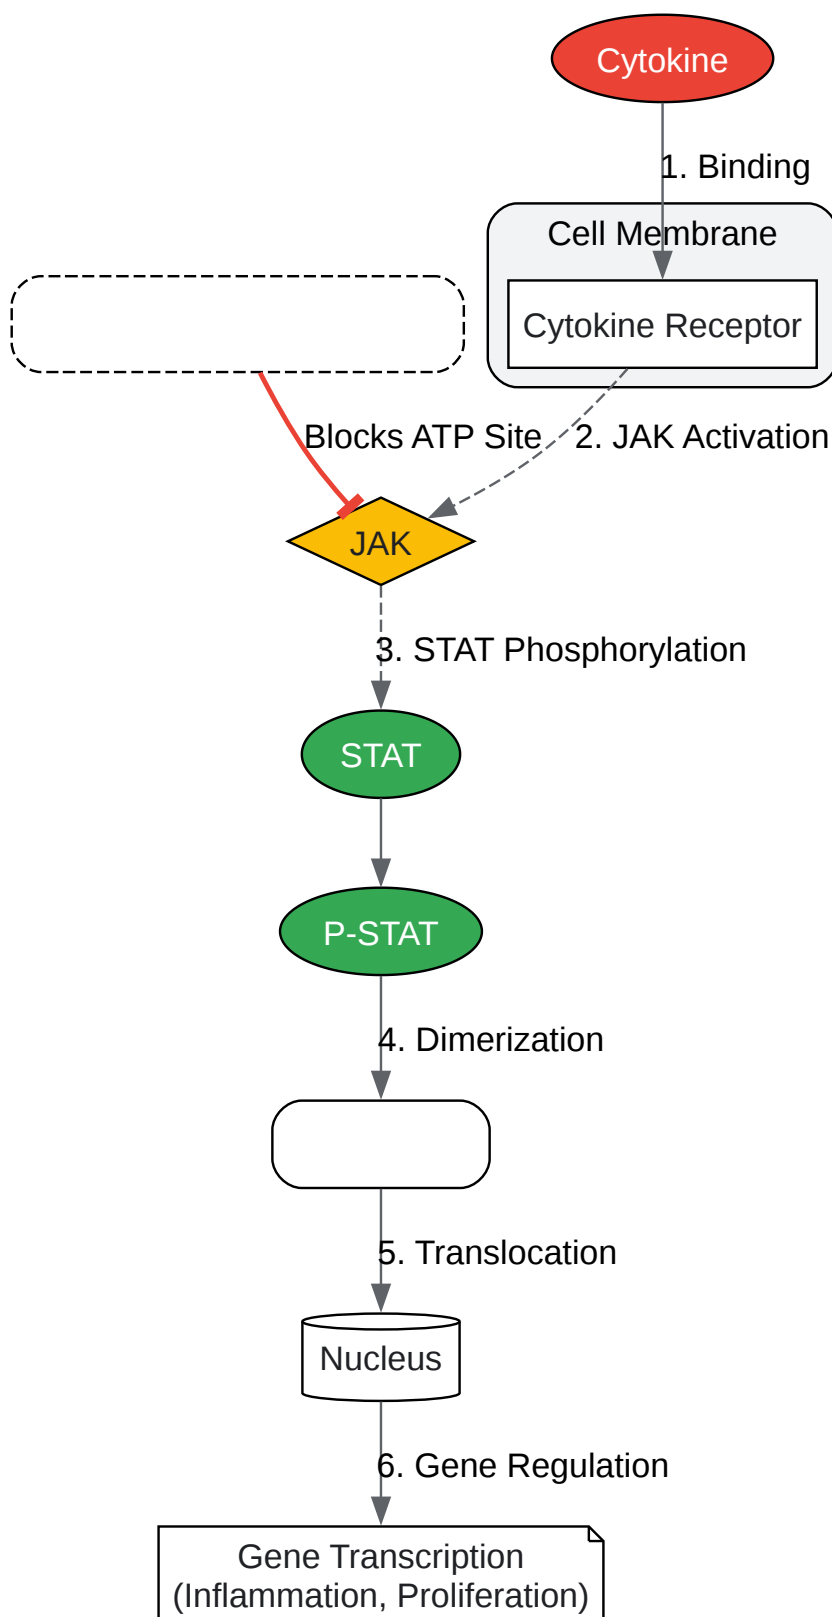 Cytokine
1. Binding
Cell Membrane
Cytokine Receptor
Blocks ATP Site
2. JAK Activation
JAK
3. STAT Phosphorylation
STAT
P-STAT
4. Dimerization
5. Translocation
Nucleus
6. Gene Regulation
Gene Transcription
(Inflammation, Proliferation)